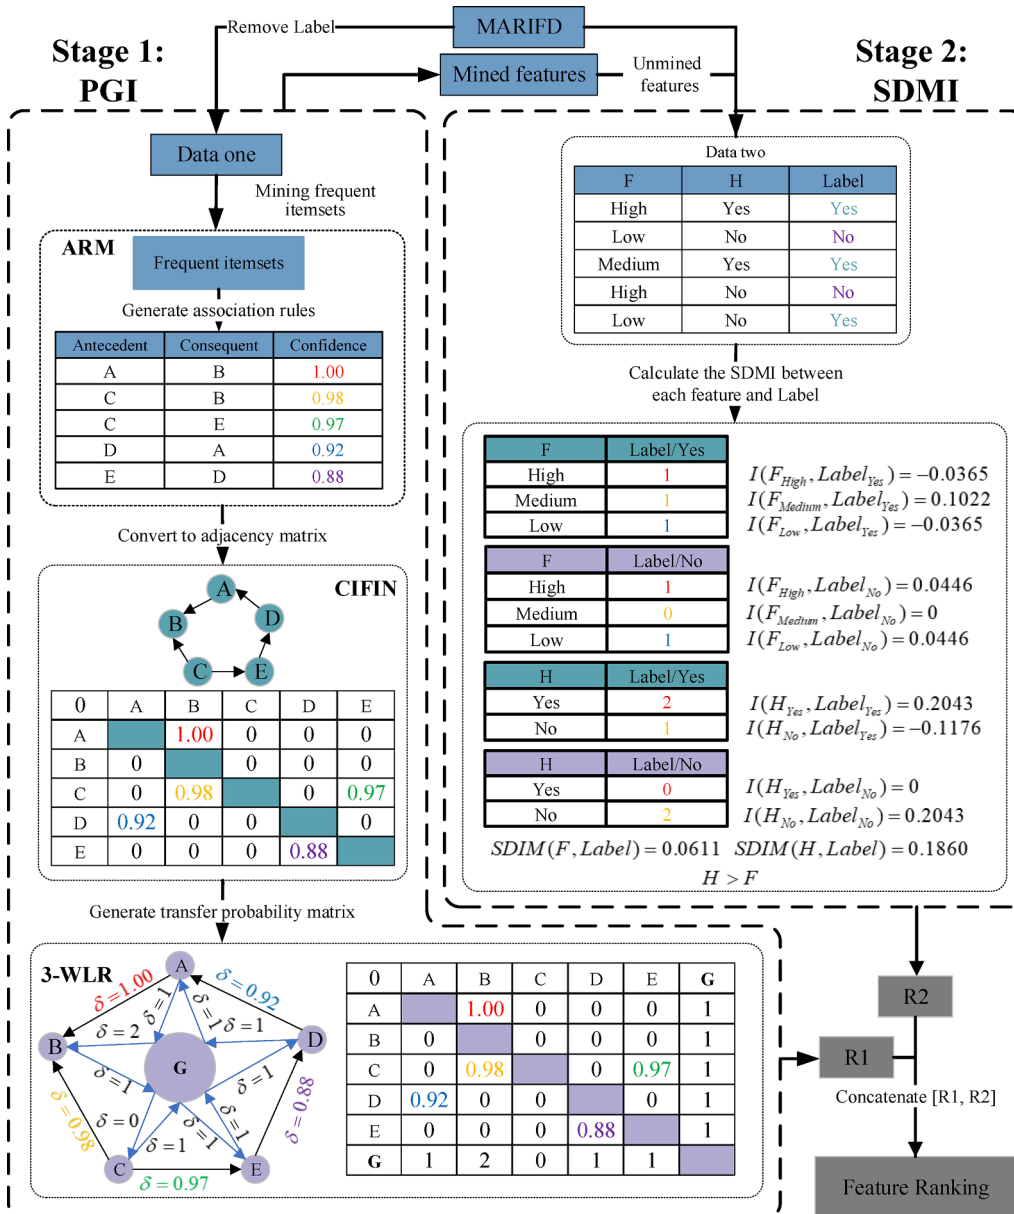 Remove Label
MARIFD
Stage 1:
PGI
Mined features
Unmined
features
Stage 2:
SDMI
Data one
Mining frequent
itemsets
ARM
Frequent itemsets
Generate association rules
Antecedent Consequent Confidence
A B 1.00
C B 0.98
C E 0.97
D A 0.92
E D 0.88
Convert to adjacency matrix
CIFIN
A
B
D
C
E
0 A B C D E
A 1.00 0 0 0
B 0 0 0 0
C 0 0.98 0 0.97
D 0.92 0 0 0
E 0 0 0 0.88
Generate transfer probability matrix
3-WLR
A
B
C
D
E
G
δ=1.00
δ=0.92
δ=1
δ=1
δ=2
δ=1
δ=1
δ=1
δ=0.98
δ=0
δ=1
δ=1
δ=1
δ=0.88
δ=0.97
0 A B C D E G
A 1.00 0 0 0 1
B 0 0 0 0 1
C 0 0.98 0 0.97 1
D 0.92 0 0 0 1
E 0 0 0 0.88 1
G 1 2 0 1 1
Data two
F H Label
High Yes Yes
Low No No
Medium Yes Yes
High No No
Low No Yes
Calculate the SDMI between
each feature and Label
F Label/Yes
High 1
Medium 1
Low 1
I(F_High, Label_Yes) = −0.0365
I(F_Medium, Label_Yes) = 0.1022
I(F_Low, Label_Yes) = −0.0365
F Label/No
High 1
Medium 0
Low 1
I(F_High, Label_No) = 0.0446
I(F_Medium, Label_No) = 0
I(F_Low, Label_No) = 0.0446
H Label/Yes
Yes 2
No 1
I(H_Yes, Label_Yes) = 0.2043
I(H_No, Label_Yes) = −0.1176
H Label/No
Yes 0
No 2
I(H_Yes, Label_No) = 0
I(H_No, Label_No) = 0.2043
SDIM(F, Label) = 0.0611 SDIM(H, Label) = 0.1860
H > F
R2
R1
Concatenate [R1, R2]
Feature Ranking